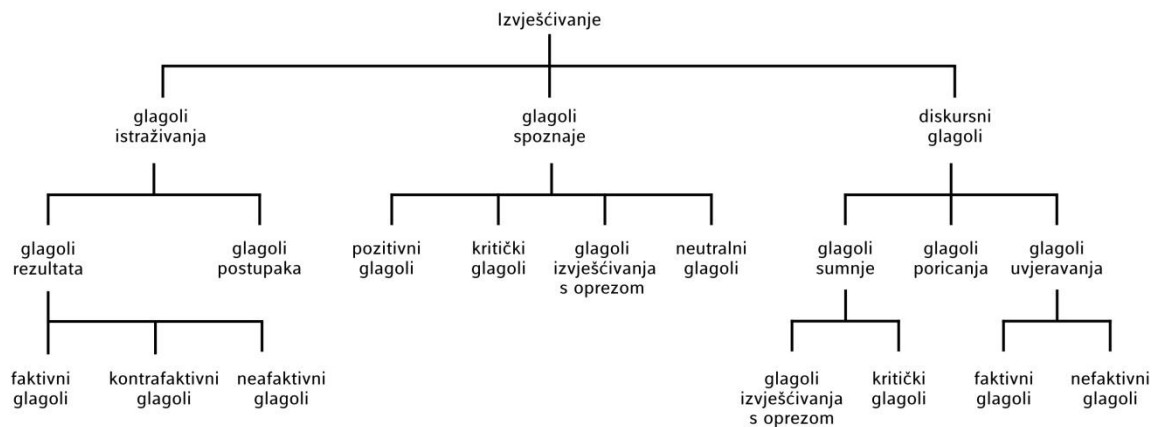 Izvješćivanje
glagoli
istraživanja
glagoli
spoznaje
diskursni
glagoli
glagoli
rezultata
glagoli
postupaka
pozitivni
glagoli
kritički
glagoli
glagoli
izvješćivanja
s oprezom
neutralni
glagoli
glagoli
sumnje
glagoli
poricanja
glagoli
uvjeravanja
faktivni
glagoli
kontrafaktivni
glagoli
neafaktivni
glagoli
glagoli
izvješćivanja
s oprezom
kritički
glagoli
faktivni
glagoli
nefaktivni
glagoli